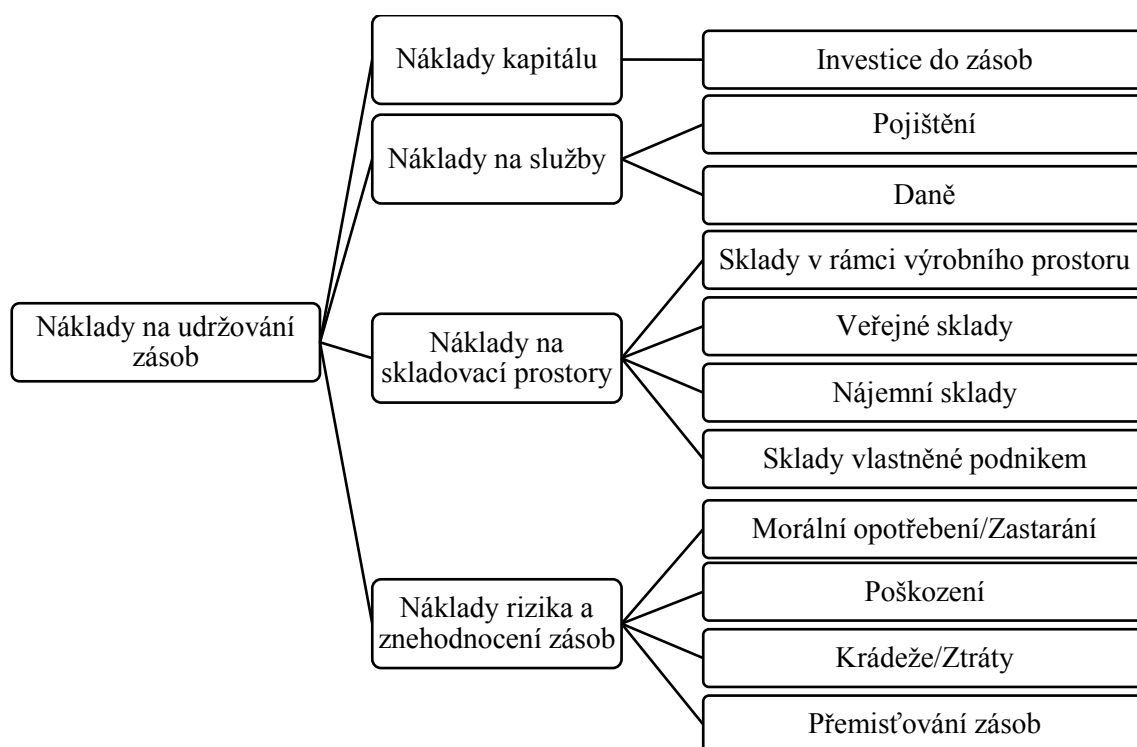 Náklady na udržování
zásob
Náklady kapitálu
Investice do zásob
Náklady na služby
Pojištění
Daně
Náklady na
skladovací prostory
Sklady v rámci výrobního prostoru
Veřejné sklady
Nájemní sklady
Sklady vlastněné podnikem
Náklady rizika a
znehodnocení zásob
Morální opotřebení/Zastarání
Poškození
Krádeže/Ztráty
Přemisťování zásob